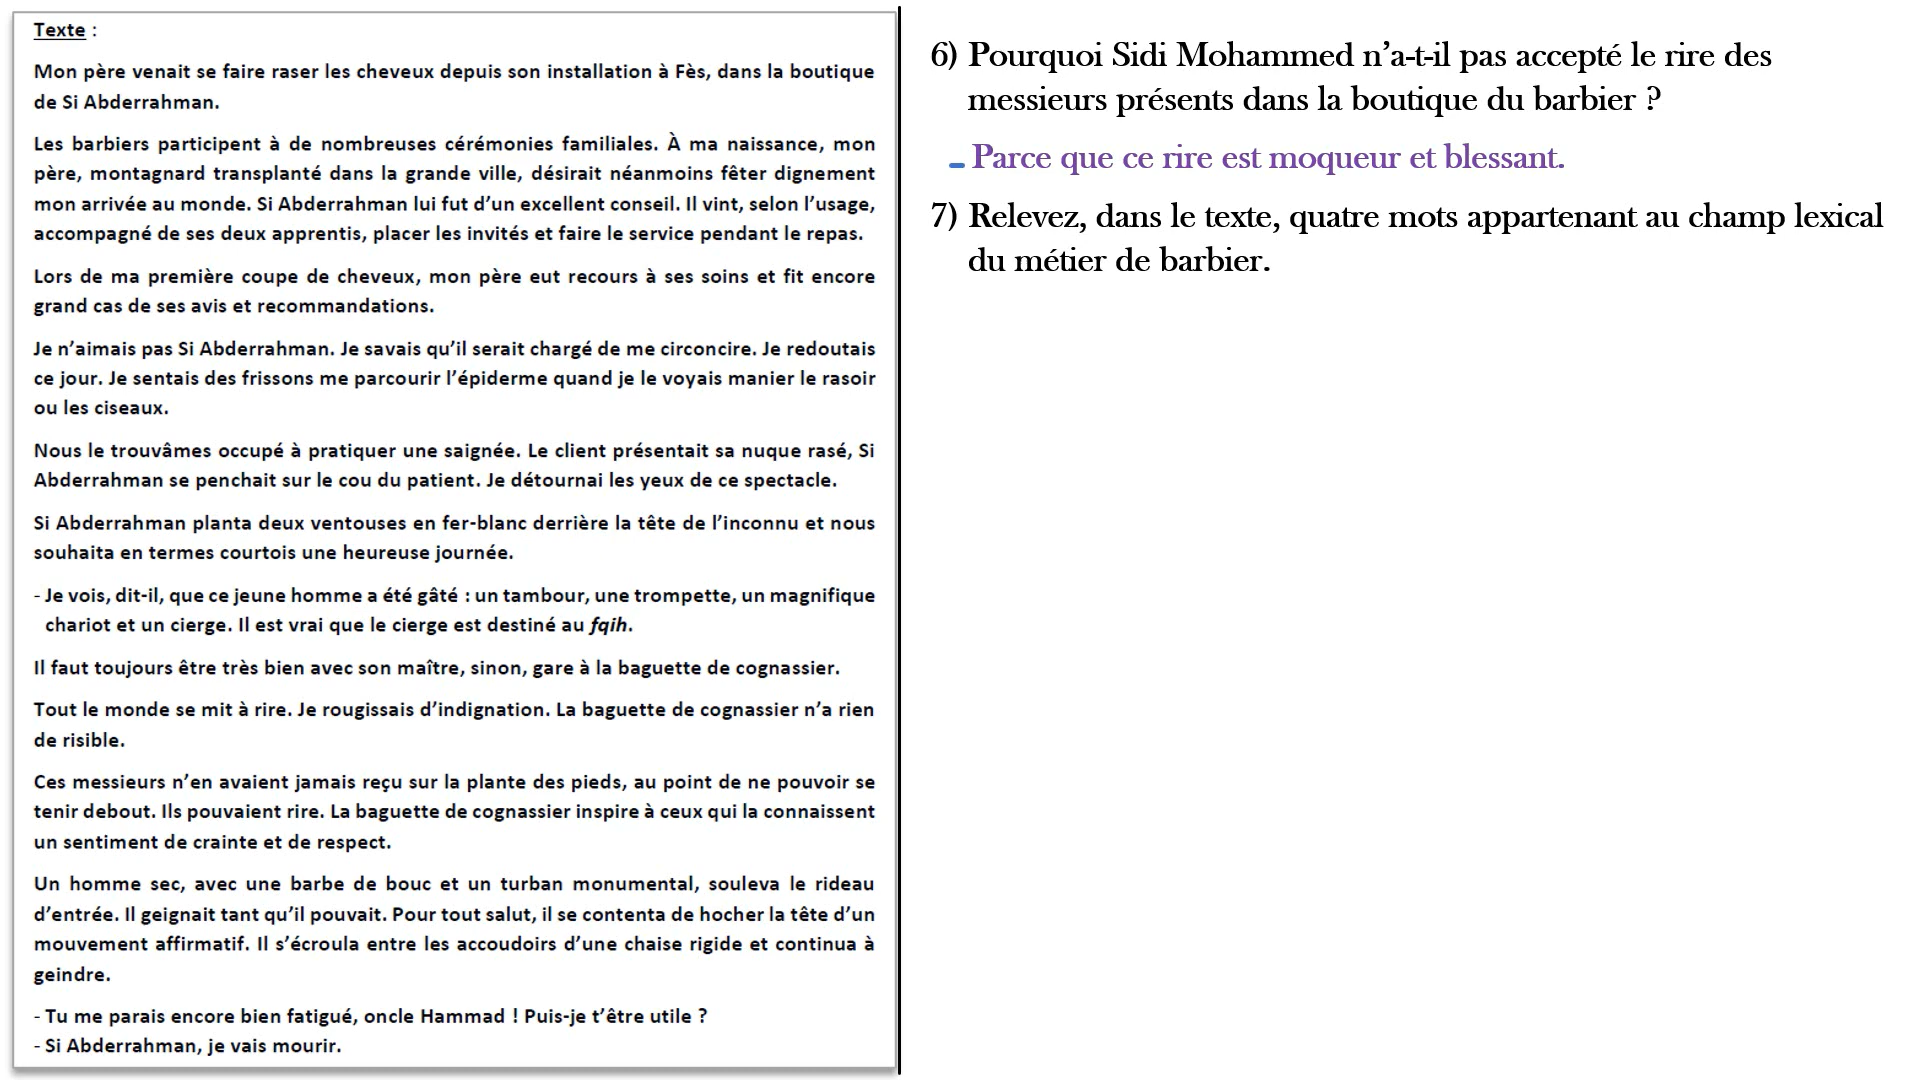 Texte :
Mon père venait se faire raser les cheveux depuis son installation à Fès, dans la boutique
de Si Abderrahman.
Les barbiers participent à de nombreuses cérémonies familiales. À ma naissance, mon
père, montagnard transplanté dans la grande ville, désirait néanmoins fêter dignement
mon arrivée au monde. Si Abderrahman lui fut d’un excellent conseil. Il vint, selon l’usage,
accompagné de ses deux apprentis, placer les invités et faire le service pendant le repas.
Lors de ma première coupe de cheveux, mon père eut recours à ses soins et fit encore
grand cas de ses avis et recommandations.
Je n’aimais pas Si Abderrahman. Je savais qu’il serait chargé de me circoncire. Je redoutais
ce jour. Je sentais des frissons me parcourir l’épiderme quand je le voyais manier le rasoir
ou les ciseaux.
Nous le trouvâmes occupé à pratiquer une saignée. Le client présentait sa nuque rasé, Si
Abderrahman se penchait sur le cou du patient. Je détournai les yeux de ce spectacle.
Si Abderrahman planta deux ventouses en fer-blanc derrière la tête de l’inconnu et nous
souhaita en termes courtois une heureuse journée.
- Je vois, dit-il, que ce jeune homme a été gâté : un tambour, une trompette, un magnifique
chariot et un cierge. Il est vrai que le cierge est destiné au fqih.
Il faut toujours être très bien avec son maître, sinon, gare à la baguette de cognassier.
Tout le monde se mit à rire. Je rougissais d’indignation. La baguette de cognassier n’a rien
de risible.
Ces messieurs n’en avaient jamais reçu sur la plante des pieds, au point de ne pouvoir se
tenir debout. Ils pouvaient rire. La baguette de cognassier inspire à ceux qui la connaissent
un sentiment de crainte et de respect.
Un homme sec, avec une barbe de bouc et un turban monumental, souleva le rideau
d’entrée. Il geignait tant qu’il pouvait. Pour tout salut, il se contenta de hocher la tête d’un
mouvement affirmatif. Il s’écroula entre les accoudoirs d’une chaise rigide et continua à
geindre.
- Tu me parais encore bien fatigué, oncle Hammad ! Puis-je t’être utile ?
- Si Abderrahman, je vais mourir.
6) Pourquoi Sidi Mohammed n’a-t-il pas accepté le rire des
messieurs présents dans la boutique du barbier ?
- Parce que ce rire est moqueur et blessant.
7) Relevez, dans le texte, quatre mots appartenant au champ lexical
du métier de barbier.